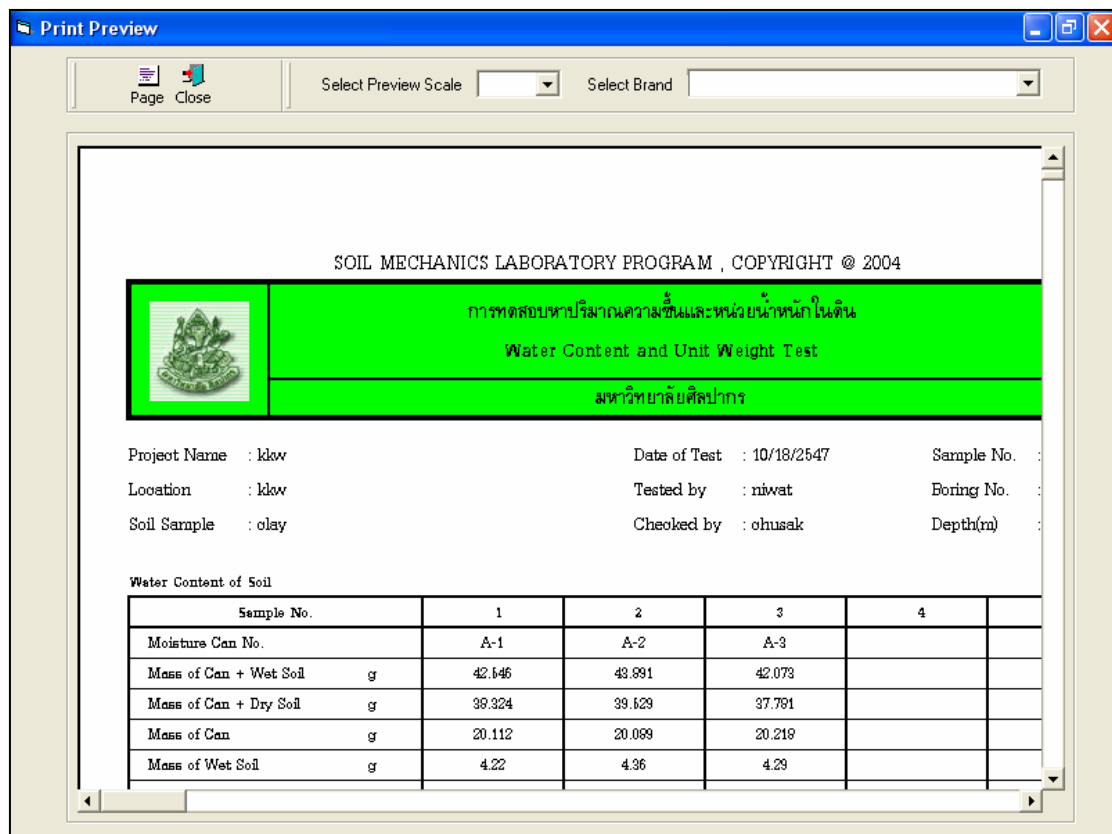 Print Preview
Page Close Select Preview Scale Select Brand
SOIL MECHANICS LABORATORY PROGRAM , COPYRIGHT @ 2004
การทดสอบหาปริมาณความชื้นและหน่วยน้ำหนักในดิน
Water Content and Unit Weight Test
มหาวิทยาลัยศิลปากร
Project Name : kkw Date of Test : 10/18/2547 Sample No. :
Location : kkw Tested by : niwat Boring No. :
Soil Sample : clay Checked by : chusak Depth(m) :
Water Content of Soil
Sample No. 1 2 3 4
Moisture Can No. A-1 A-2 A-3
Mass of Can + Wet Soil g 42.546 43.891 42.073
Mass of Can + Dry Soil g 38.324 39.529 37.781
Mass of Can g 20.112 20.089 20.218
Mass of Wet Soil g 4.22 4.36 4.29